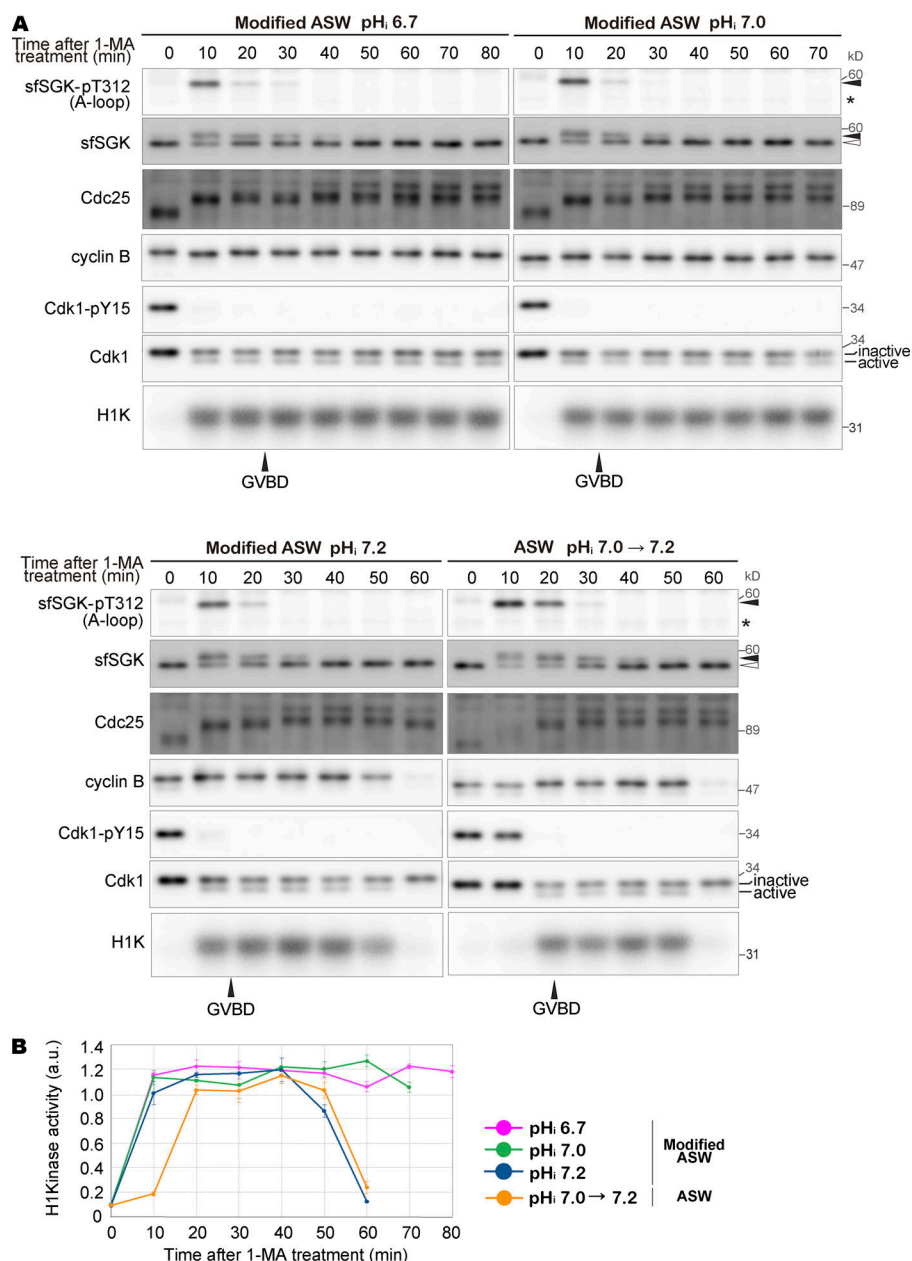 A
Modified ASW pHi 6.7
Modified ASW pHi 7.0
Time after 1-MA
treatment (min)
0 10 20 30 40 50 60 70 80
0 10 20 30 40 50 60 70
kD
sfSGK-pT312
(A-loop)
60
*
sfSGK
60
Cdc25
89
cyclin B
47
Cdk1-pY15
34
Cdk1
34
inactive
active
H1K
31
GVBD
GVBD
Modified ASW pHi 7.2
ASW pHi 7.0 → 7.2
Time after 1-MA
treatment (min)
0 10 20 30 40 50 60
0 10 20 30 40 50 60
kD
sfSGK-pT312
(A-loop)
60
*
sfSGK
60
Cdc25
89
cyclin B
47
Cdk1-pY15
34
Cdk1
34
inactive
active
H1K
31
GVBD
GVBD
B
H1Kinase activity (a.u.)
1.4
1.2
1.0
0.8
0.6
0.4
0.2
0
0 10 20 30 40 50 60 70 80
Time after 1-MA treatment (min)
pHi 6.7
pHi 7.0
pHi 7.2
Modified
ASW
pHi 7.0 → 7.2
ASW